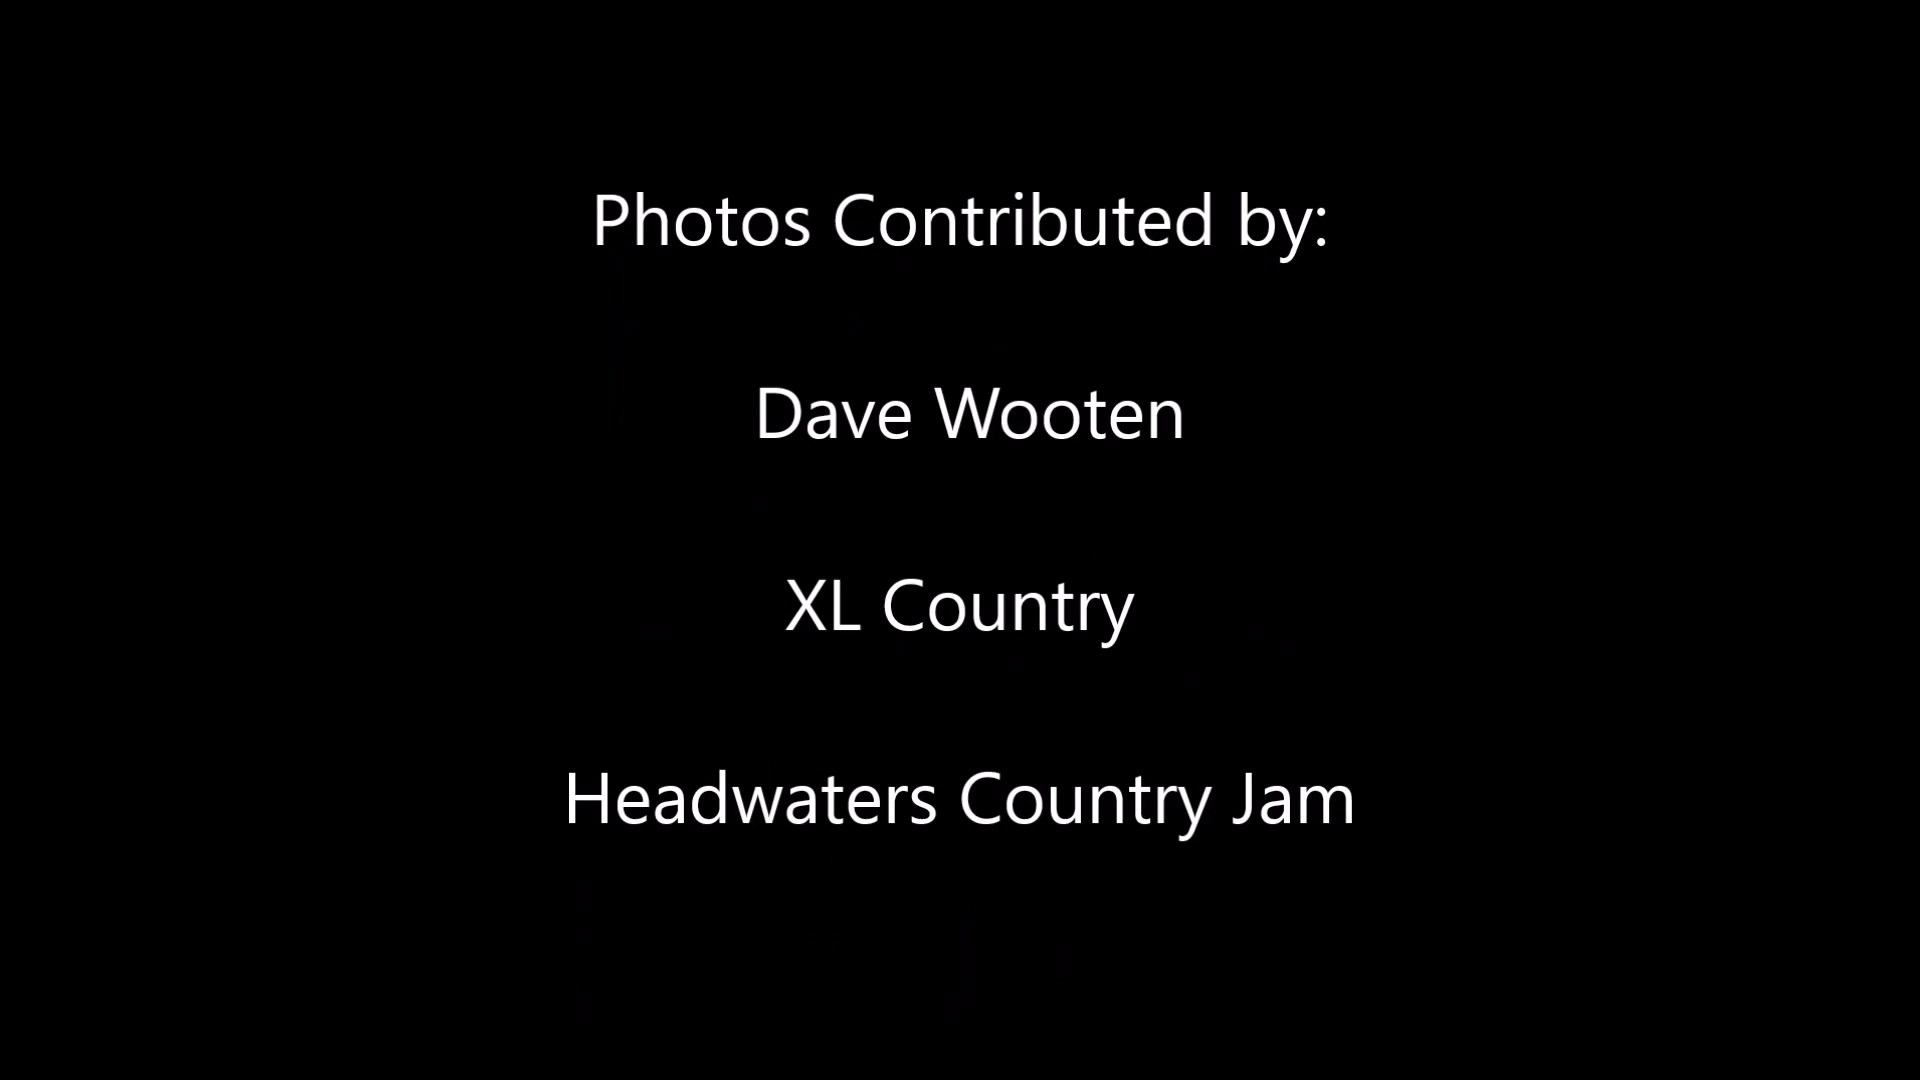 Photos Contributed by:
Dave Wooten
XL Country
Headwaters Country Jam